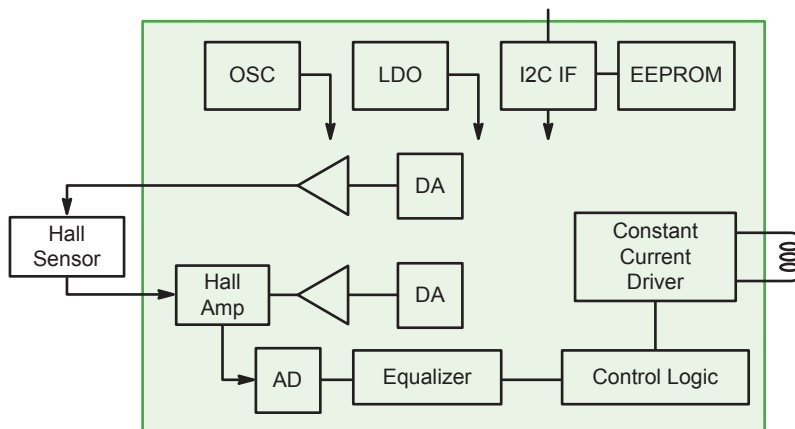 OSC
LDO
I2C IF
EEPROM
DA
Hall
Sensor
Constant
Current
Driver
Hall
Amp
DA
AD
Equalizer
Control Logic